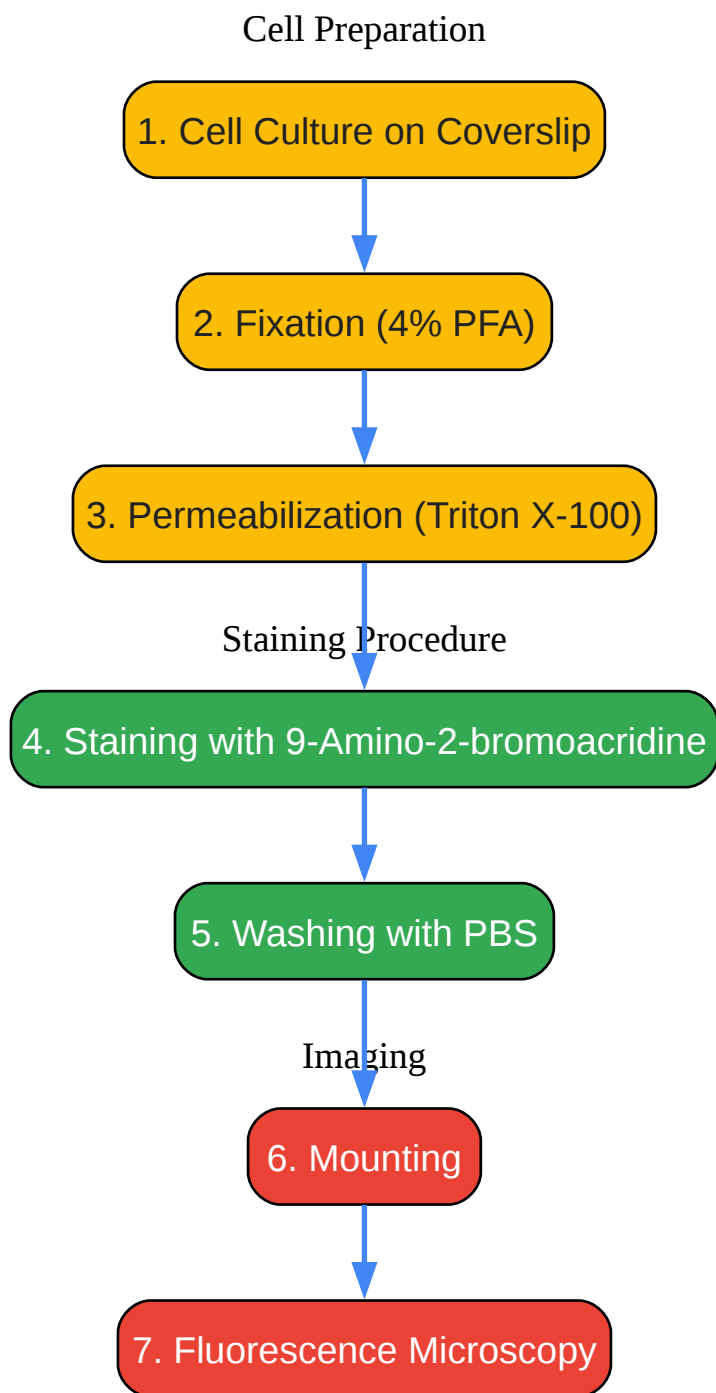 Cell Preparation
1. Cell Culture on Coverslip
2. Fixation (4% PFA)
3. Permeabilization (Triton X-100)
Staining Procedure
4. Staining with 9-Amino-2-bromoacridine
5. Washing with PBS
Imaging
6. Mounting
7. Fluorescence Microscopy